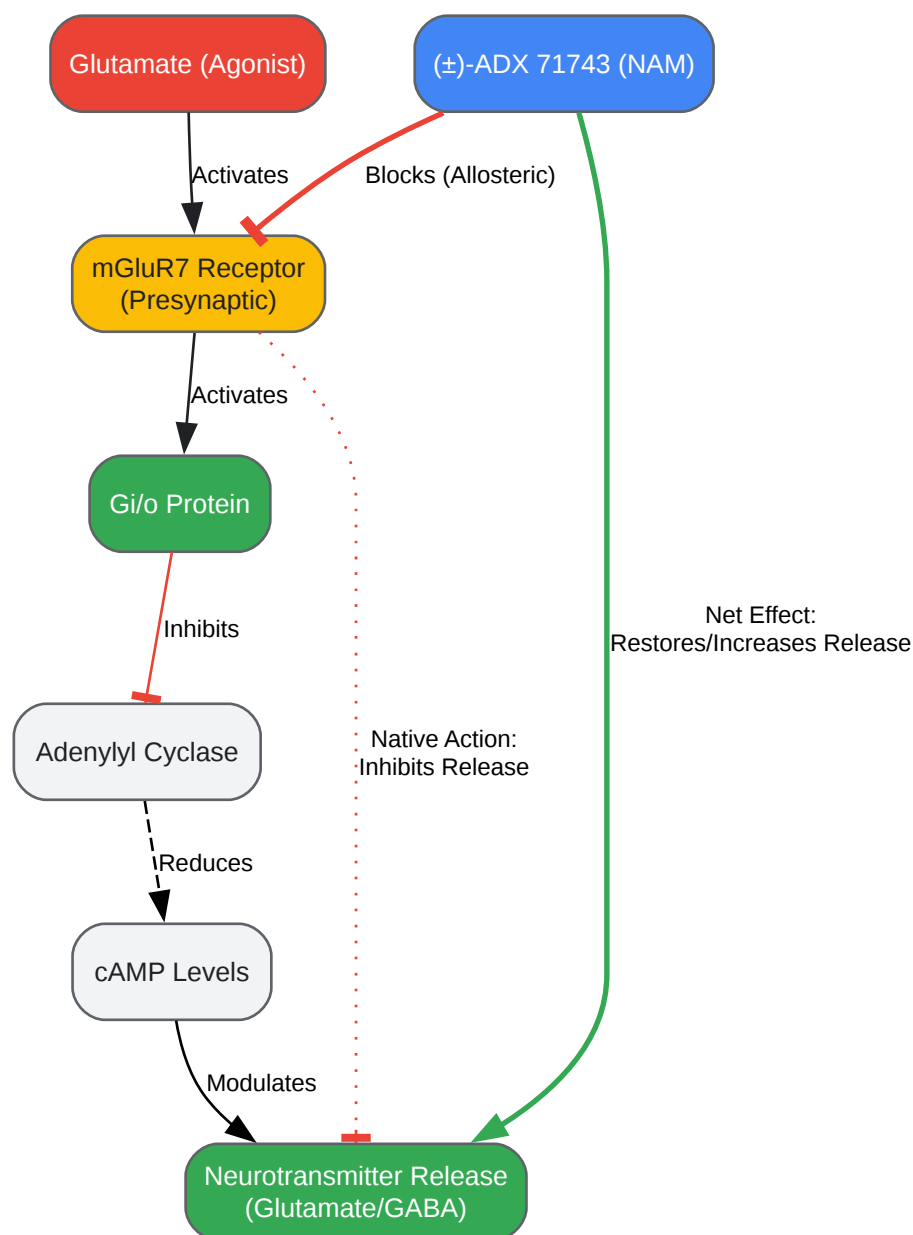 Glutamate (Agonist)
(±)-ADX 71743 (NAM)
Activates
Blocks (Allosteric)
mGluR7 Receptor
(Presynaptic)
Activates
Gi/o Protein
Inhibits
Net Effect:
Restores/Increases Release
Adenylyl Cyclase
Native Action:
Inhibits Release
Reduces
cAMP Levels
Modulates
Neurotransmitter Release
(Glutamate/GABA)